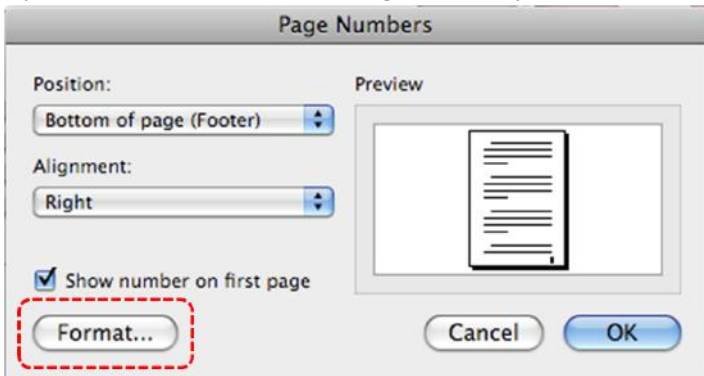 Page Numbers
Position:
Preview
Bottom of page (Footer)
Alignment:
Right
Show number on first page
Format...
Cancel
OK